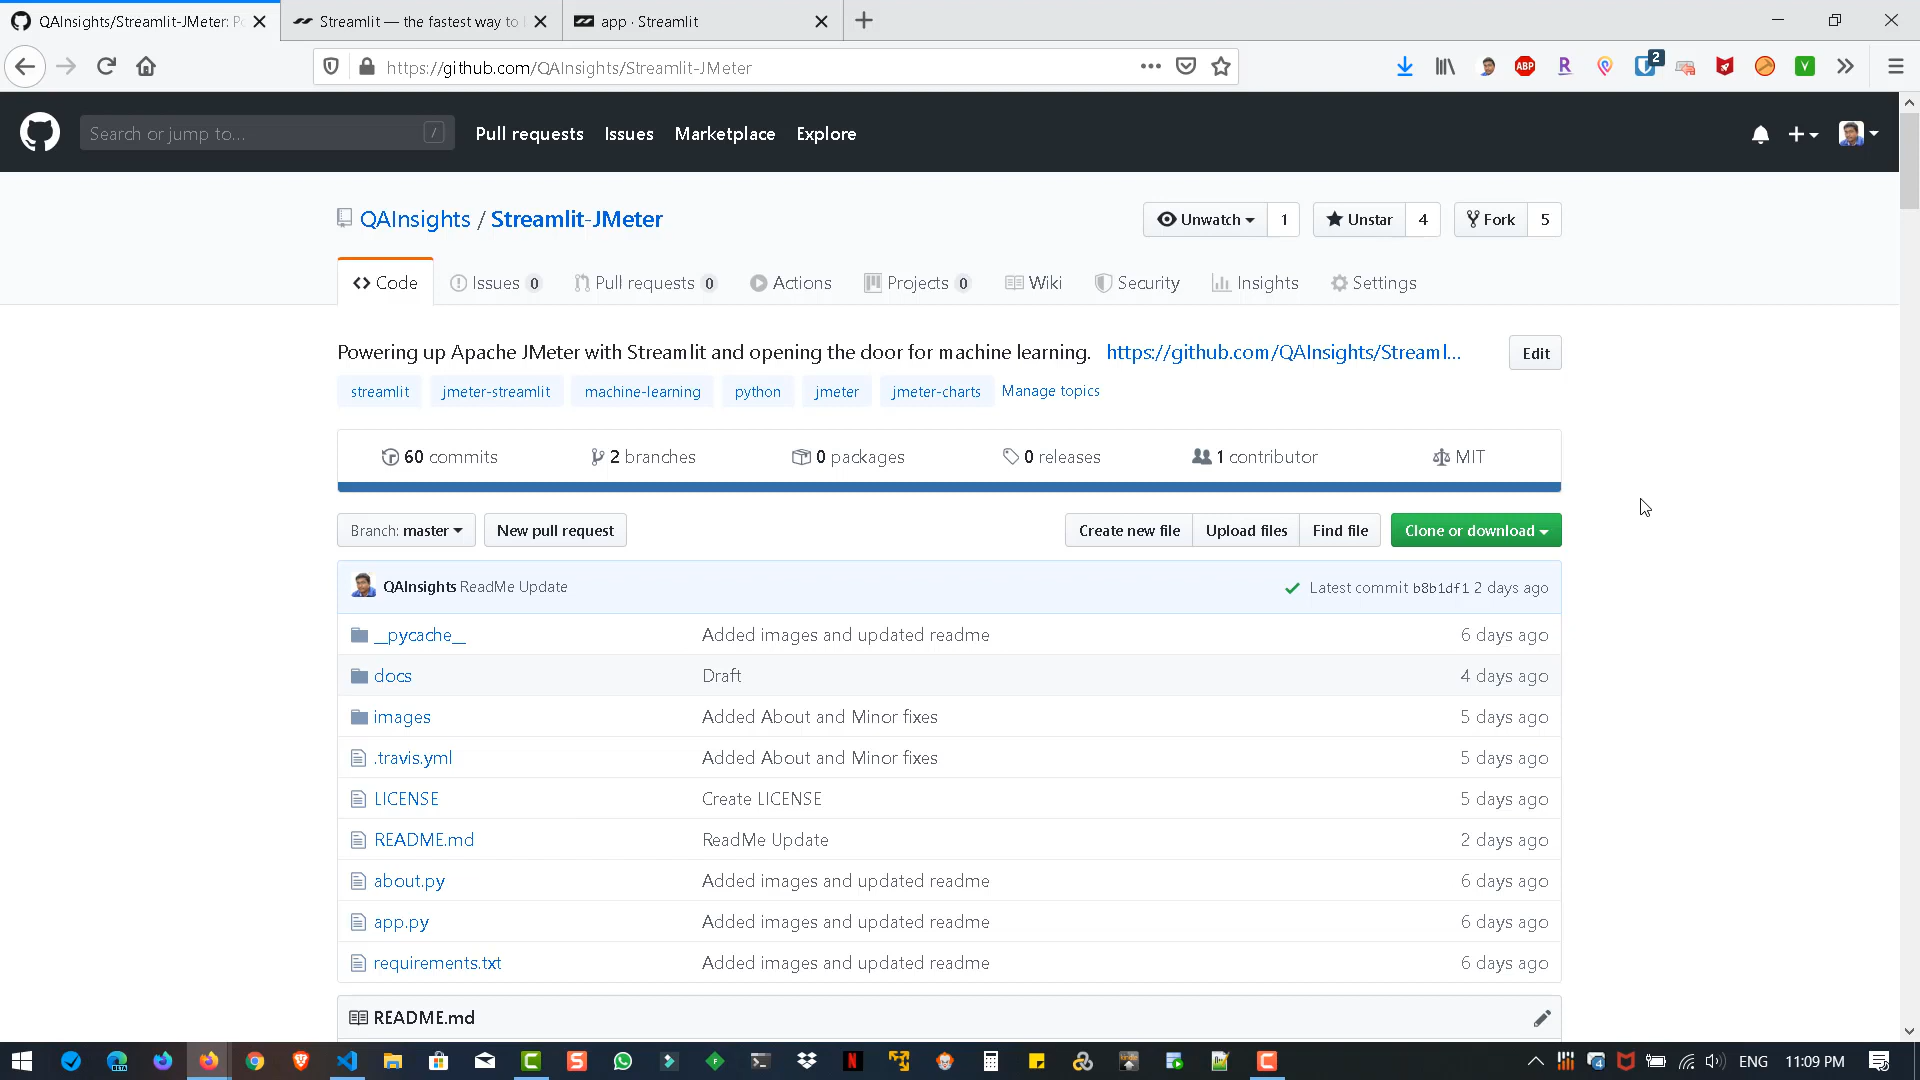 QAInsights/Streamlit-JMeter: Po
Streamlit — the fastest way to
app · Streamlit
https://github.com/QAInsights/Streamlit-JMeter
ABP
R
2
V
Search or jump to...
/
Pull requests
Issues
Marketplace
Explore
QAInsights / Streamlit-JMeter
Unwatch 1
Unstar 4
Fork 5
Code
Issues 0
Pull requests 0
Actions
Projects 0
Wiki
Security
Insights
Settings
Powering up Apache JMeter with Streamlit and opening the door for machine learning. https://github.com/QAInsights/Streaml...
Edit
streamlit jmeter-streamlit machine-learning python jmeter jmeter-charts Manage topics
60 commits 2 branches 0 packages 0 releases 1 contributor MIT
Branch: master New pull request Create new file Upload files Find file Clone or download
QAInsights ReadMe Update Latest commit b8b1df1 2 days ago
__pycache__ Added images and updated readme 6 days ago
docs Draft 4 days ago
images Added About and Minor fixes 5 days ago
.travis.yml Added About and Minor fixes 5 days ago
LICENSE Create LICENSE 5 days ago
README.md ReadMe Update 2 days ago
about.py Added images and updated readme 6 days ago
app.py Added images and updated readme 6 days ago
requirements.txt Added images and updated readme 6 days ago
README.md
ENG 11:09 PM